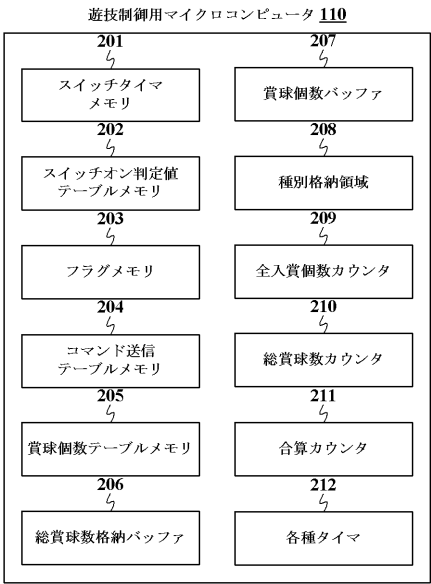 遊技制御用マイクロコンピュータ 110
201
スイッチタイマ
メモリ
202
スイッチオン判定値
テーブルメモリ
203
フラグメモリ
204
コマンド送信
テーブルメモリ
205
賞球個数テーブルメモリ
206
総賞球数格納バッファ
207
賞球個数バッファ
208
種別格納領域
209
全入賞個数カウンタ
210
総賞球数カウンタ
211
合算カウンタ
212
各種タイマ